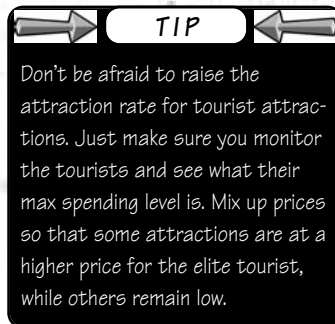 TIP
Don't be afraid to raise the
attraction rate for tourist attrac-
tions. Just make sure you monitor
the tourists and see what their
max spending level is. Mix up prices
so that some attractions are at a
higher price for the elite tourist,
while others remain low.